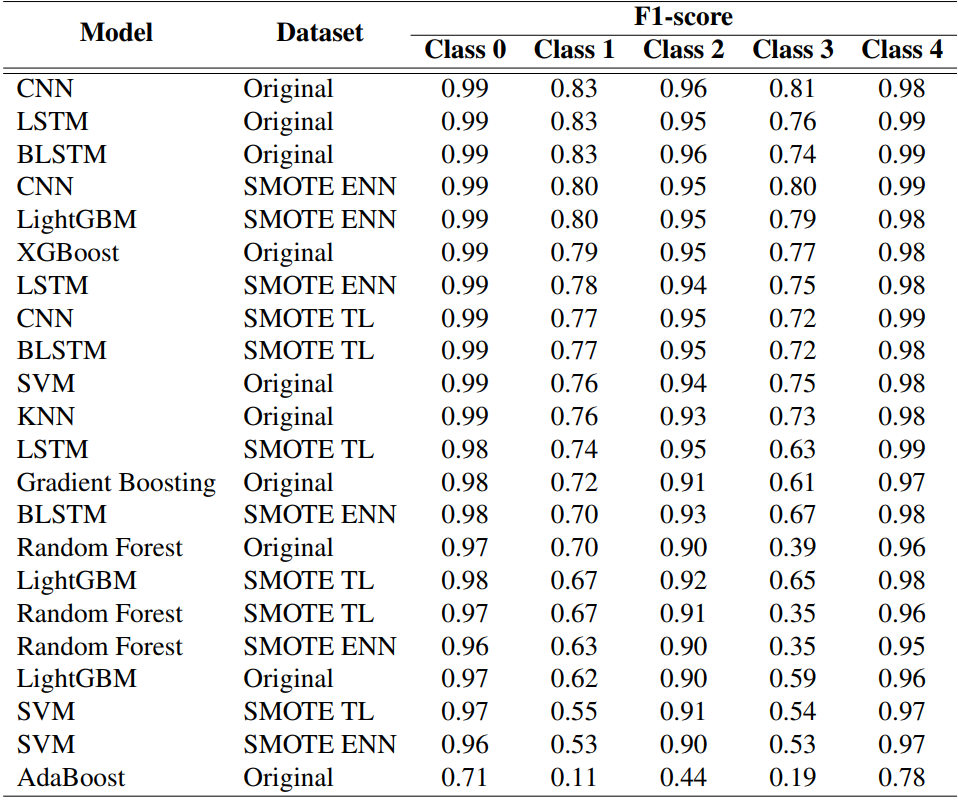 Model Dataset F1-score
Class 0 Class 1 Class 2 Class 3 Class 4
CNN Original 0.99 0.83 0.96 0.81 0.98
LSTM Original 0.99 0.83 0.95 0.76 0.99
BLSTM Original 0.99 0.83 0.96 0.74 0.99
CNN SMOTE ENN 0.99 0.80 0.95 0.80 0.99
LightGBM SMOTE ENN 0.99 0.80 0.95 0.79 0.98
XGBoost Original 0.99 0.79 0.95 0.77 0.98
LSTM SMOTE ENN 0.99 0.78 0.94 0.75 0.98
CNN SMOTE TL 0.99 0.77 0.95 0.72 0.99
BLSTM SMOTE TL 0.99 0.77 0.95 0.72 0.98
SVM Original 0.99 0.76 0.94 0.75 0.98
KNN Original 0.99 0.76 0.93 0.73 0.98
LSTM SMOTE TL 0.98 0.74 0.95 0.63 0.99
Gradient Boosting Original 0.98 0.72 0.91 0.61 0.97
BLSTM SMOTE ENN 0.98 0.70 0.93 0.67 0.98
Random Forest Original 0.97 0.70 0.90 0.39 0.96
LightGBM SMOTE TL 0.98 0.67 0.92 0.65 0.98
Random Forest SMOTE TL 0.97 0.67 0.91 0.35 0.96
Random Forest SMOTE ENN 0.96 0.63 0.90 0.35 0.95
LightGBM Original 0.97 0.62 0.90 0.59 0.96
SVM SMOTE TL 0.97 0.55 0.91 0.54 0.97
SVM SMOTE ENN 0.96 0.53 0.90 0.53 0.97
AdaBoost Original 0.71 0.11 0.44 0.19 0.78